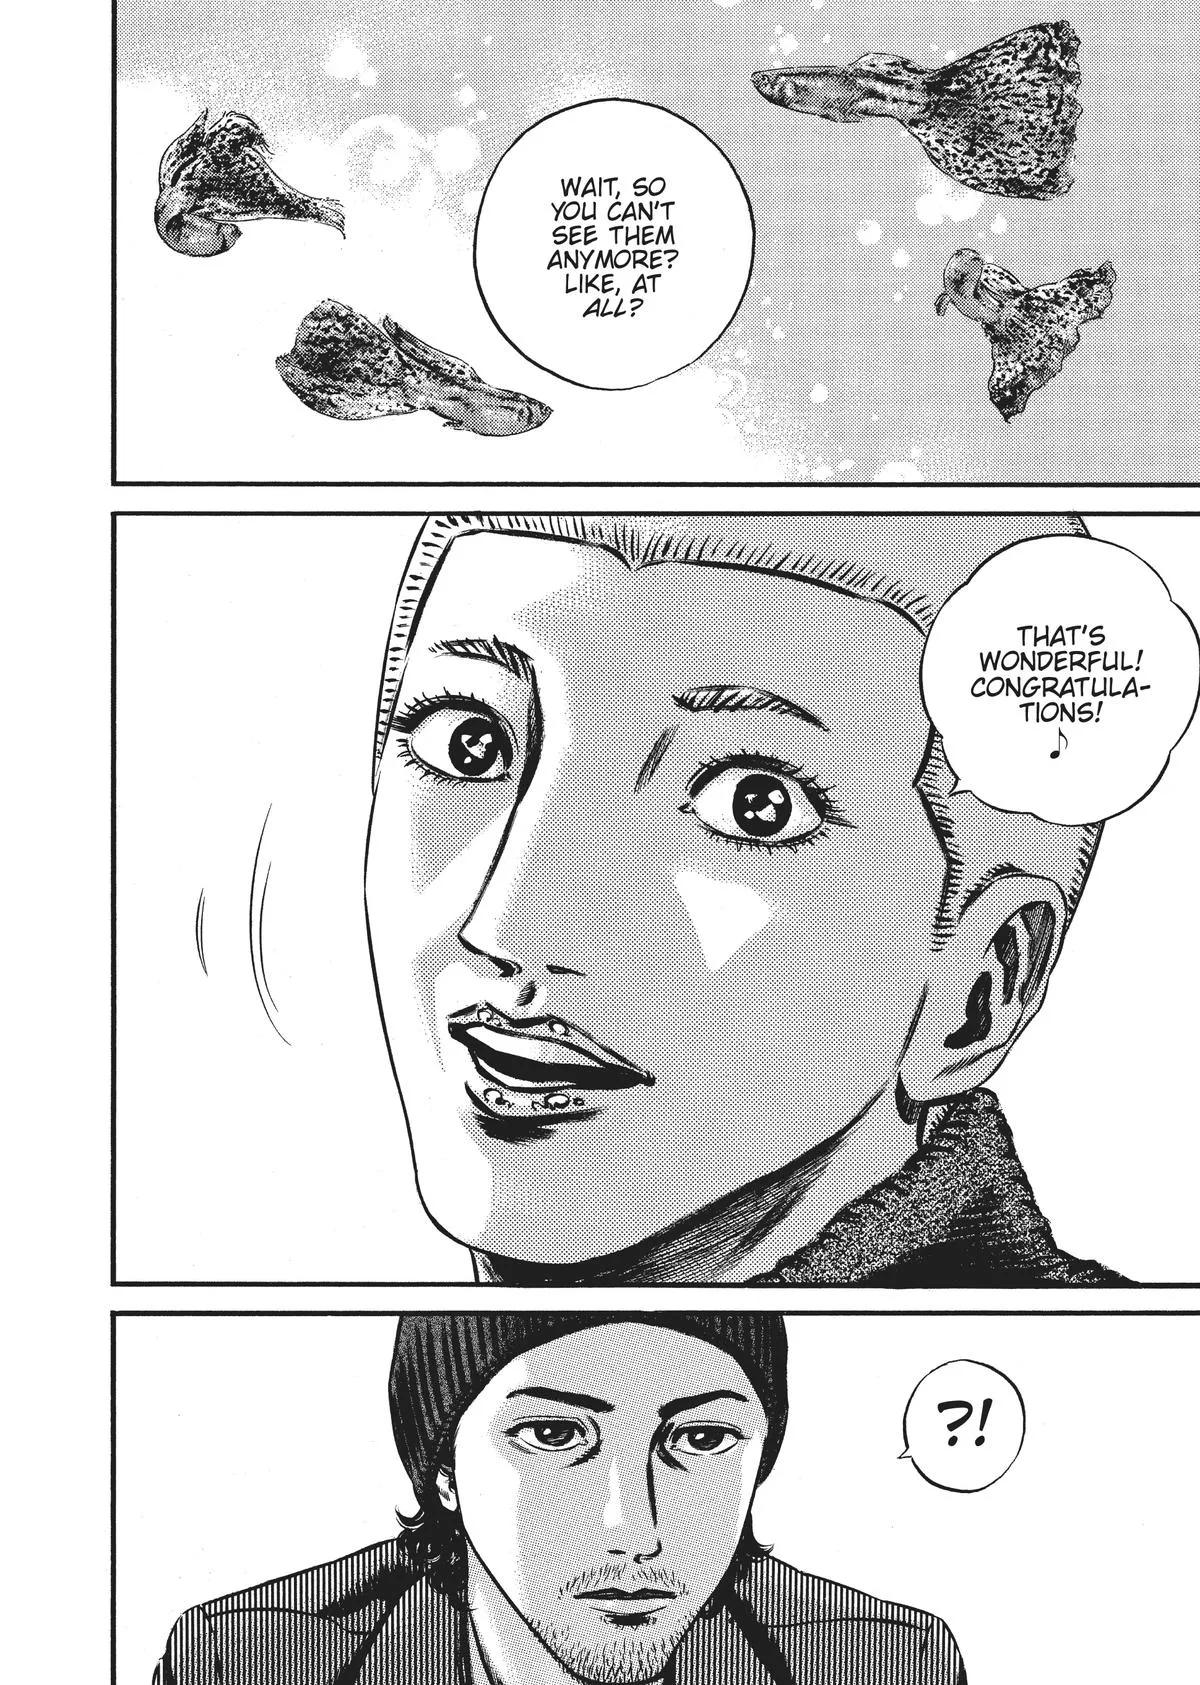 WAIT, SO
YOU CAN'T
SEE THEM
ANYMORE?
LIKE, AT
ALL?
THAT'S
WONDERFUL!
CONGRATULA-
TIONS!
♪
?!